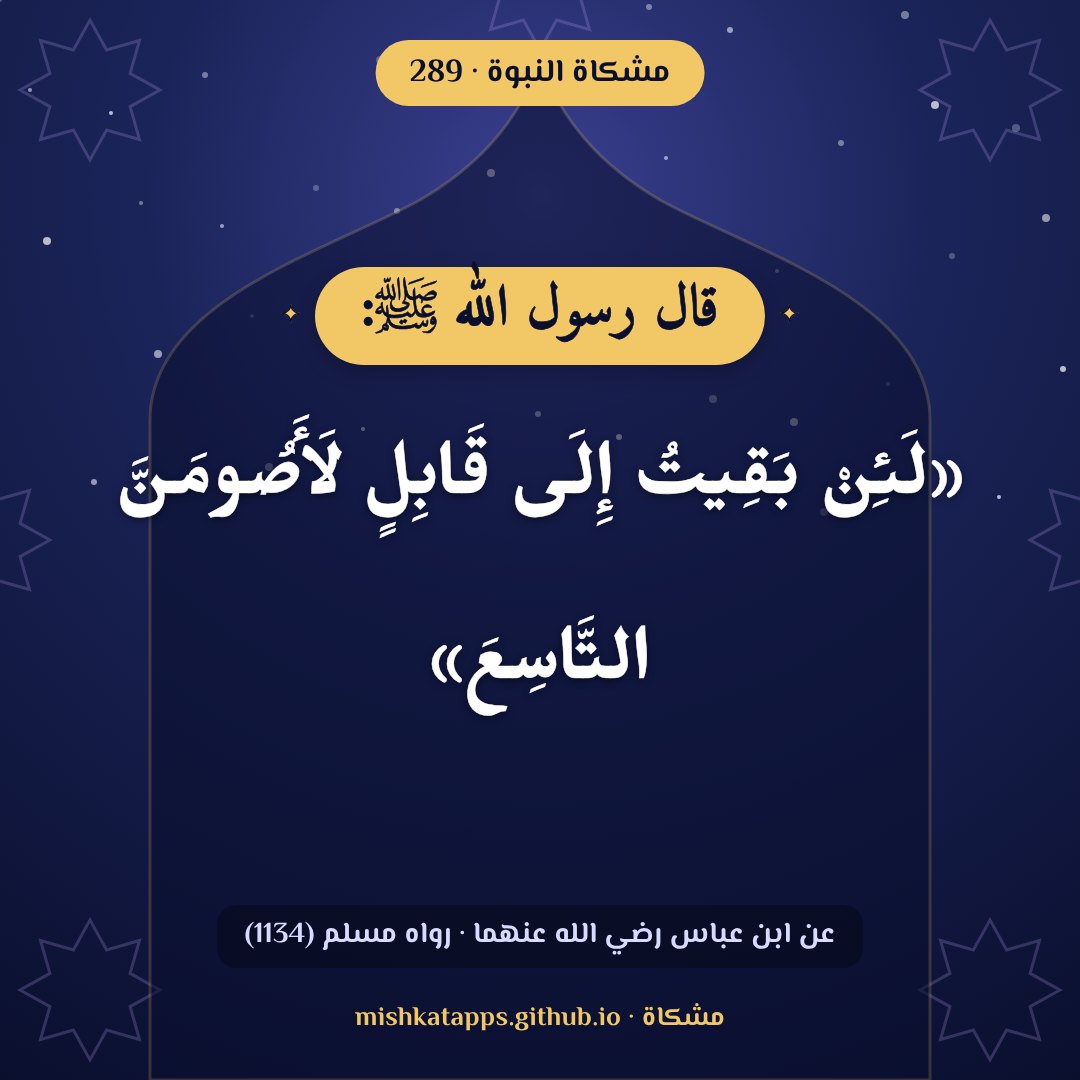 مشكاة النبوة · 289
قال رسول الله ﷺ:
«لَئِنْ بَقِيتُ إِلَى قَابِلٍ لَأَصُومَنَّ
التَّاسِعَ»
عن ابن عباس رضي الله عنهما · رواه مسلم (1134)
مشكاة · mishkatapps.github.io